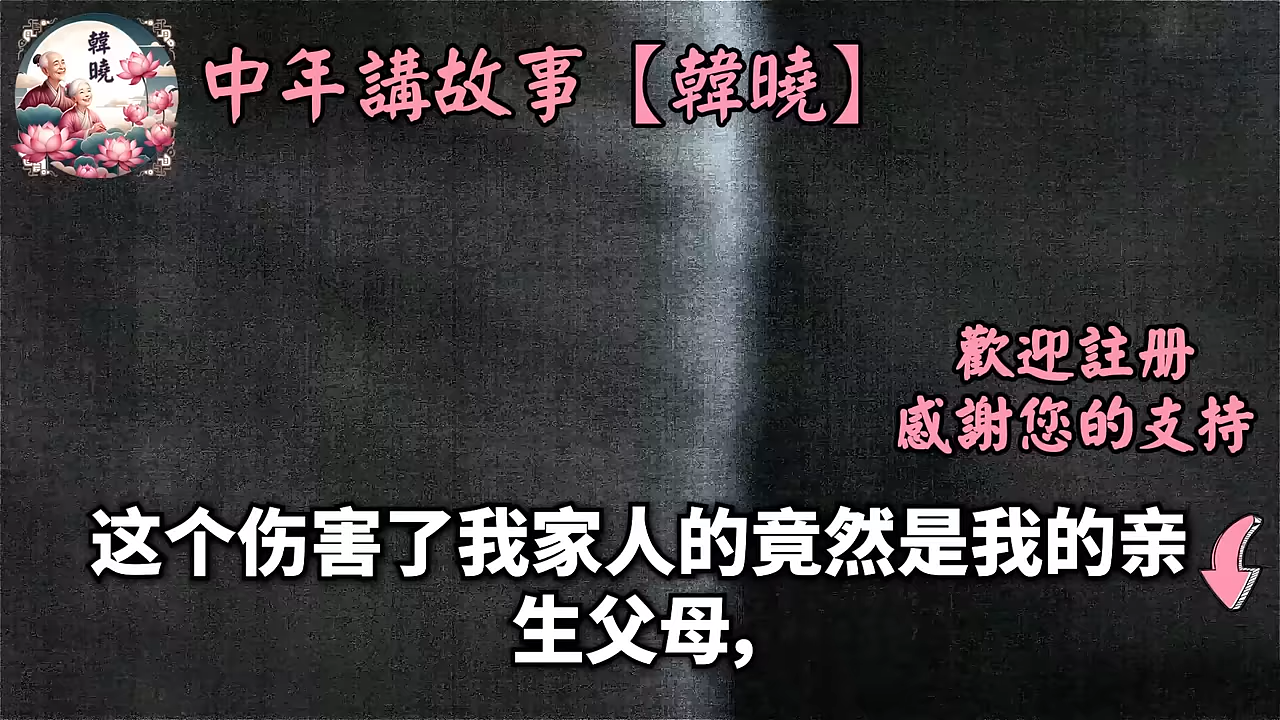 韓
曉
中年講故事【韓曉】
歡迎註册
感謝您的支持
这个伤害了我家人的竟然是我的亲
生父母,